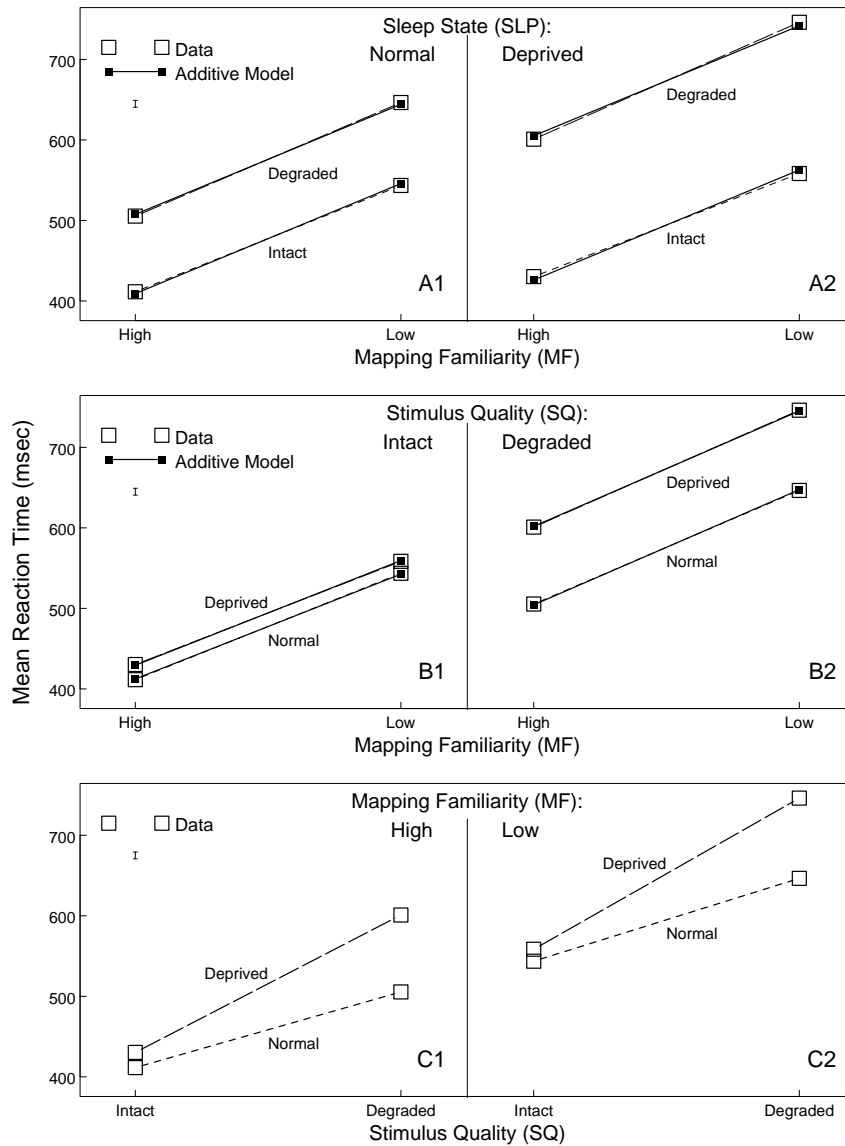 Mean Reaction Time (msec)
Sleep State (SLP):
Data
Normal
Deprived
Additive Model
700
600
500
400
Degraded
Intact
Degraded
Intact
A1
A2
High
Low
High
Low
Mapping Familiarity (MF)
Stimulus Quality (SQ):
Data
Intact
Degraded
Additive Model
700
600
500
400
Deprived
Normal
Deprived
Normal
B1
B2
High
Low
High
Low
Mapping Familiarity (MF)
Mapping Familiarity (MF):
Data
High
Low
700
600
500
400
Deprived
Normal
Deprived
Normal
C1
C2
Intact
Degraded
Intact
Degraded
Stimulus Quality (SQ)